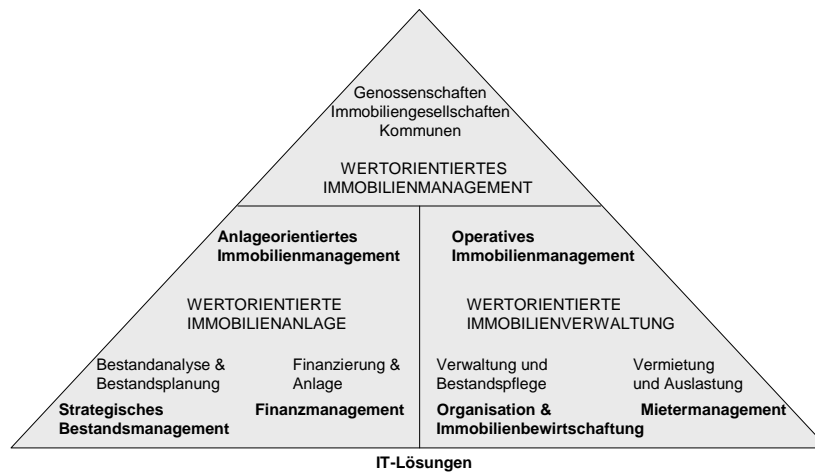 Genossenschaften
Immobiliengesellschaften
Kommunen
WERTORIENTIERTES
IMMOBILIENMANAGEMENT
Anlageorientiertes
Immobilienmanagement
WERTORIENTIERTE
IMMOBILIENANLAGE
Bestandanalyse &
Bestandsplanung
Finanzierung &
Anlage
Strategisches
Bestandsmanagement
Finanzmanagement
Operatives
Immobilienmanagement
WERTORIENTIERTE
IMMOBILIENVERWALTUNG
Verwaltung und
Bestandspflege
Vermietung
und Auslastung
Organisation &
Immobilienbewirtschaftung
Mietermanagement
IT-Lösungen